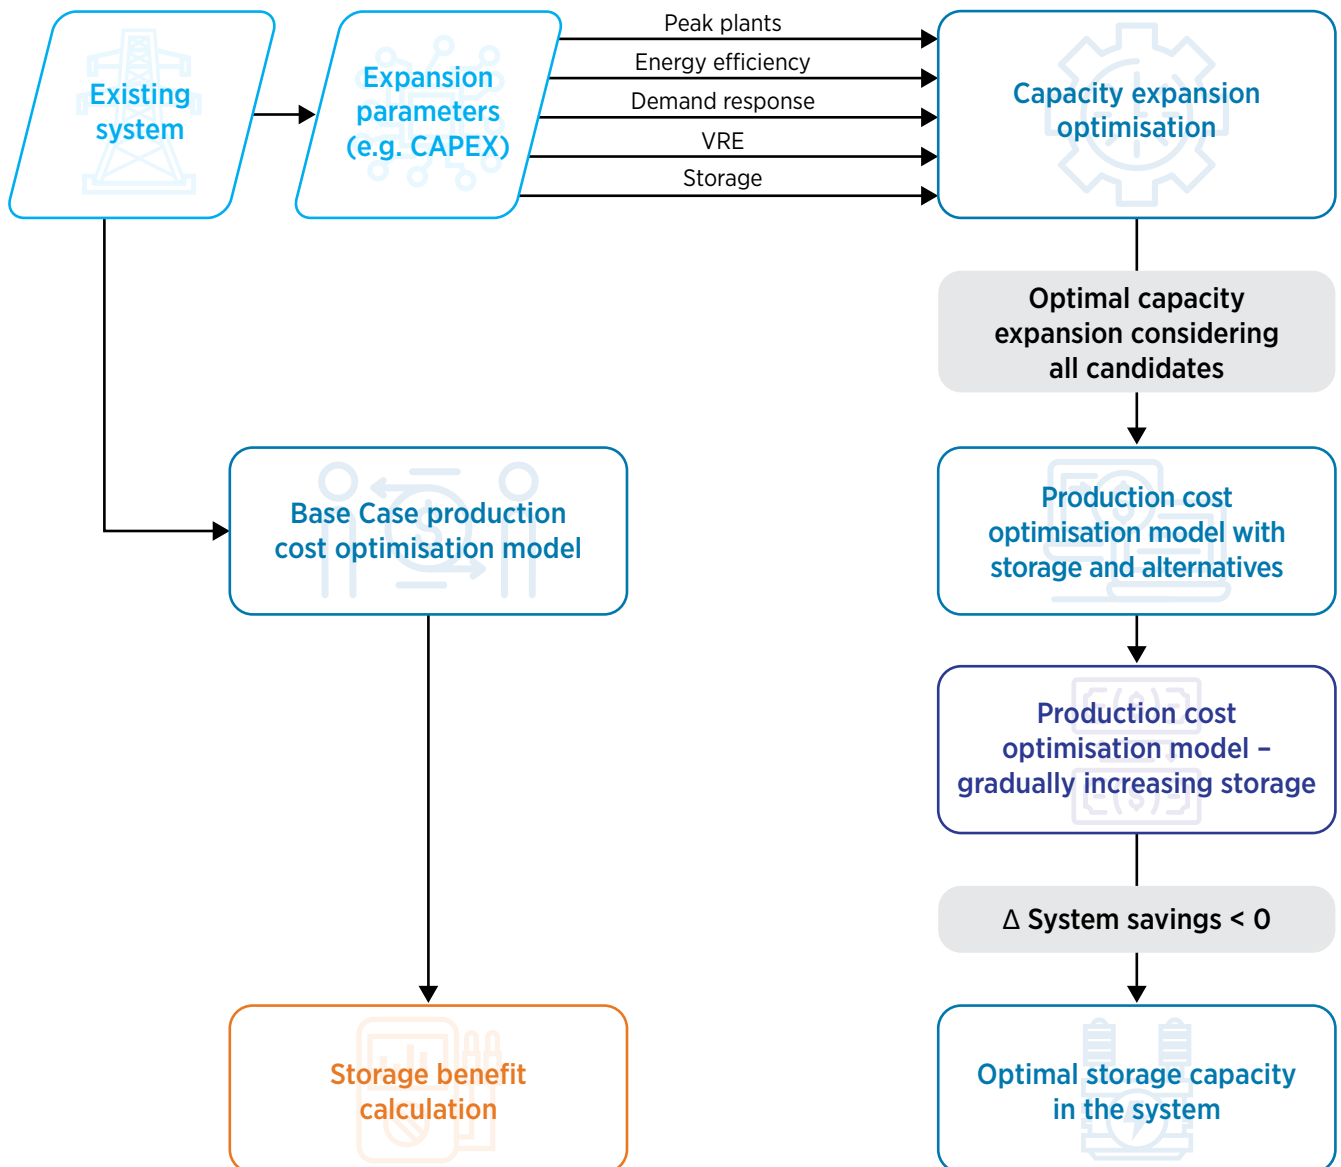 Existing
system
Expansion
parameters
(e.g. CAPEX)
Peak plants
Energy efficiency
Demand response
VRE
Storage
Capacity expansion
optimisation
Optimal capacity
expansion considering
all candidates
Base Case production
cost optimisation model
Production cost
optimisation model with
storage and alternatives
Production cost
optimisation model –
gradually increasing storage
Δ System savings < 0
Storage benefit
calculation
Optimal storage capacity
in the system